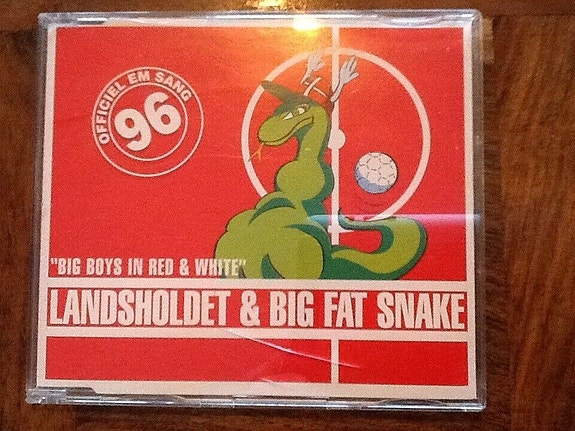 OFFICIEL EM SANG
96
"BIG BOYS IN RED & WHITE"
LANDSHOLDET & BIG FAT SNAKE